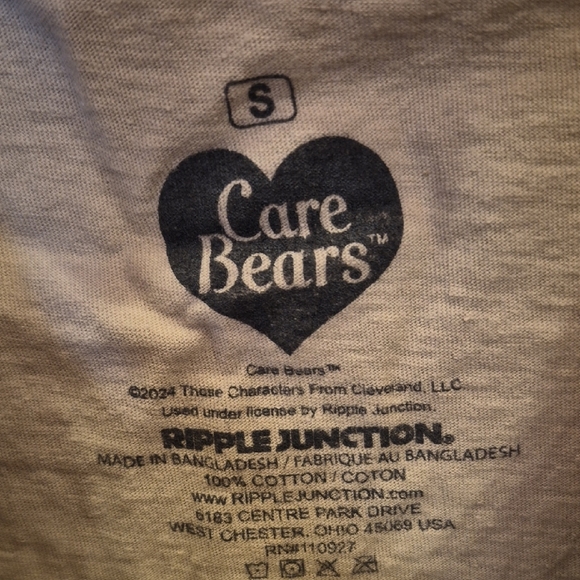 S
Care
Bears™
Care Bears™
©2024 Those Characters From Cleveland, LLC
Used under license by Ripple Junction.
RIPPLE JUNCTION®
MADE IN BANGLADESH / FABRIQUE AU BANGLADESH
100% COTTON / COTON
www.RIPPLEJUNCTION.com
6183 CENTRE PARK DRIVE
WEST CHESTER, OHIO 45069 USA
RN#110927